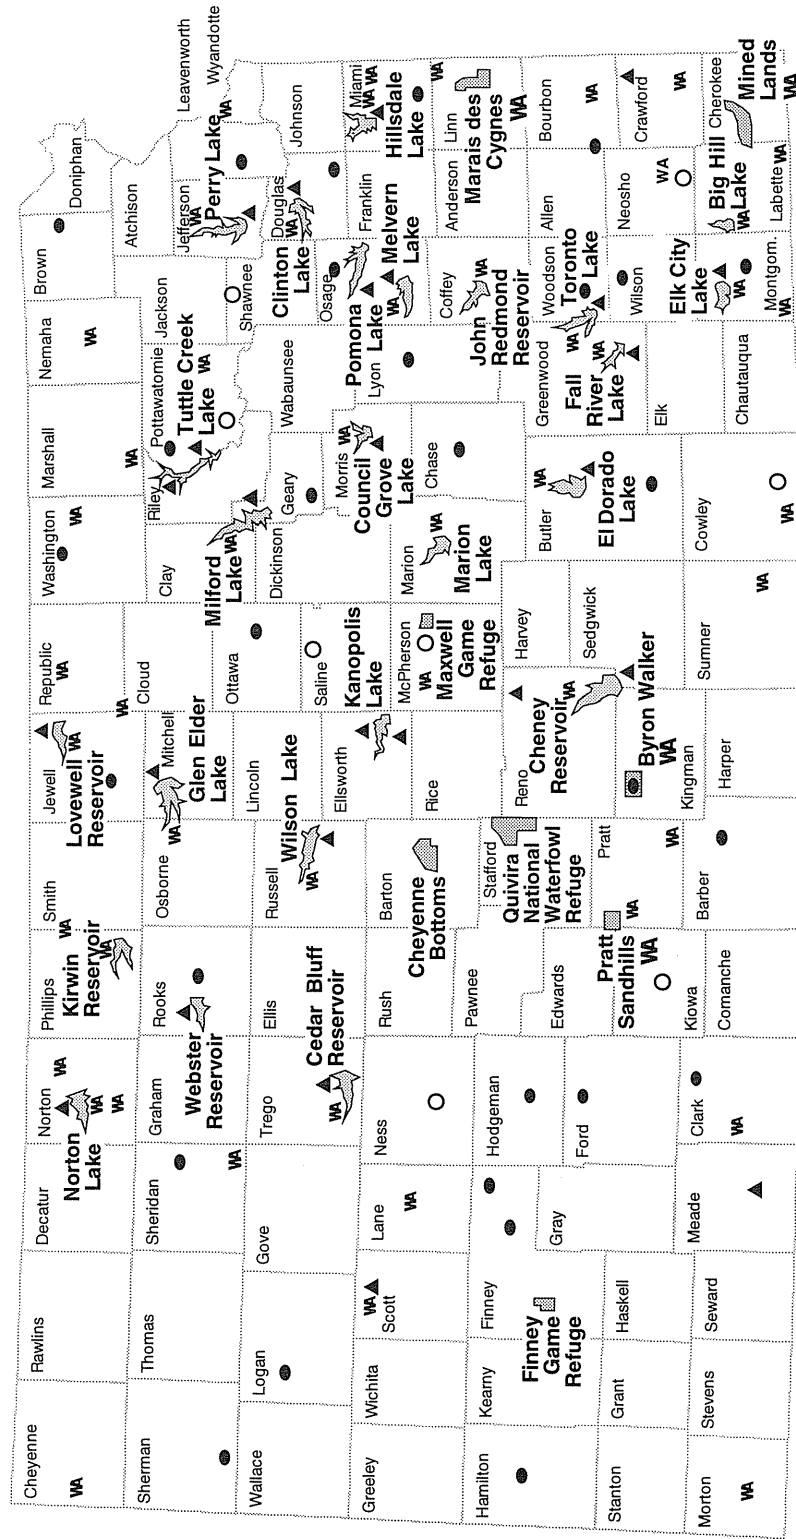 Cheyenne
WA
Rawlins
Decatur
Norton
WA
Norton
Lake
WA
WA
Phillips
WA
Kirwin
Reservoir
WA
Smith
Jewell
Lovewell
Reservoir
WA
WA
Republic
WA
Washington
WA
Marshall
WA
Nemaha
WA
Brown
Doniphan
Sherman
Thomas
Sheridan
WA
Graham
Webster
Reservoir
Rooks
Osborne
WA
Mitchell
Glen Elder
Lake
Cloud
Clay
Riley
Pottawatomie
Tuttle Creek
Lake
WA
Jackson
Atchison
Jefferson
WA
Perry Lake
Leavenworth
Wyandotte
WA
Wallace
Logan
Gove
Trego
WA
Cedar Bluff
Reservoir
Ellis
Russell
WA
Wilson Lake
Lincoln
Ottawa
Milford
Lake
WA
Dickinson
Geary
Wabaunsee
Shawnee
Clinton
Lake
Douglas
WA
Johnson
Greeley
Wichita
WA
Scott
Lane
WA
Ness
Rush
Barton
Cheyenne
Bottoms
Ellsworth
Rice
Saline
Kanopolis
Lake
McPherson
WA
Maxwell
Game
Refuge
Marion
WA
Marion
Lake
Morris
WA
Council
Grove
Lake
Chase
Lyon
Osage
Pomona
Lake
WA
Melvern
Lake
Franklin
Miami
WA
WA
Hillsdale
Lake
WA
Hamilton
Kearny
Finney
Finney
Game
Refuge
Hodgeman
Gray
Ford
Pawnee
Edwards
Stafford
Quivira
National
Waterfowl
Refuge
Reno
Cheney
Reservoir
WA
Harvey
Sedgwick
Butler
WA
El Dorado
Lake
Greenwood
WA
WA
Fall
River
Lake
Coffey
WA
John
Redmond
Reservoir
Woodson
Toronto
Lake
Anderson
Linn
Marais des
Cygnes
WA
Allen
Bourbon
WA
Stanton
Grant
Haskell
Pratt
WA
WA
Pratt
Sandhills
WA
Kiowa
Kingman
Byron Walker
WA
Sumner
WA
Cowley
WA
Elk
Wilson
Neosho
WA
Crawford
WA
Morton
WA
Stevens
Seward
Meade
Clark
WA
Comanche
Barber
Harper
Chautauqua
Montgom.
WA
WA
Elk City
Lake
Labette
WA
WA
Big Hill
Lake
Cherokee
WA
Mined
Lands